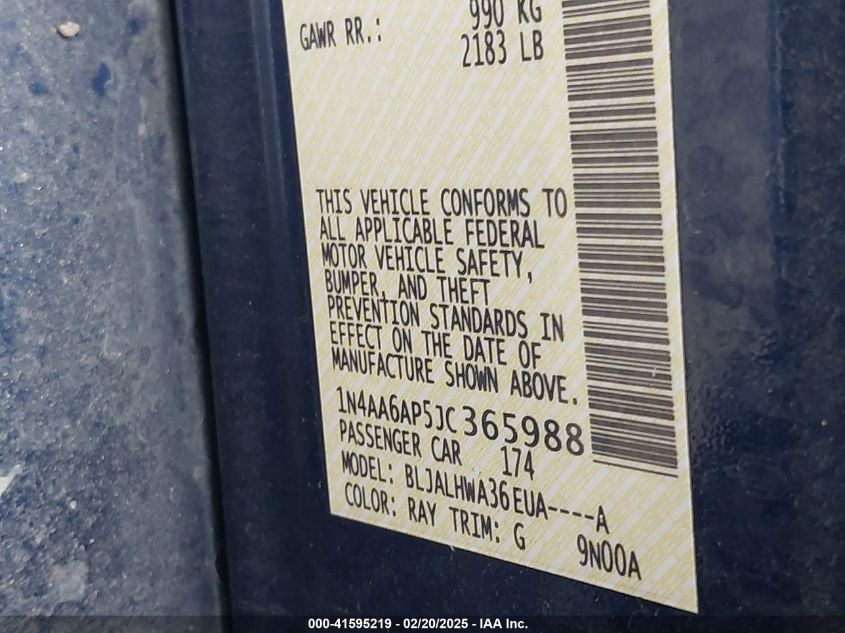 990 KG
GAWR RR.:
2183 LB
THIS VEHICLE CONFORMS TO
ALL APPLICABLE FEDERAL
MOTOR VEHICLE SAFETY,
BUMPER, AND THEFT
PREVENTION STANDARDS IN
EFFECT ON THE DATE OF
MANUFACTURE SHOWN ABOVE.
1N4AA6AP5JC365988
PASSENGER CAR 174
MODEL: BLJALHWA36EUA----A
COLOR: RAY TRIM: G 9N00A
000-41595219 - 02/20/2025 - IAA Inc.